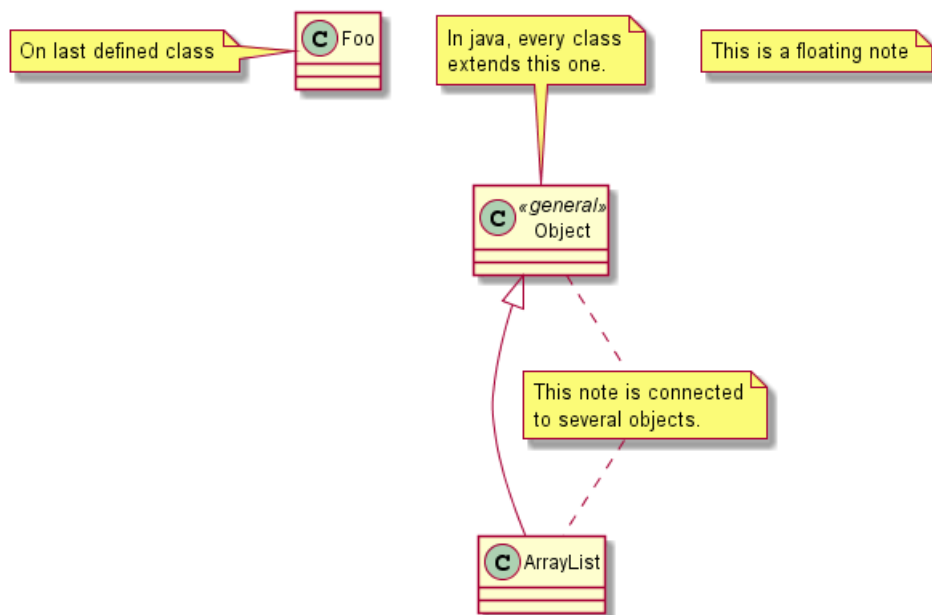 On last defined class
C Foo
In java, every class
extends this one.
This is a floating note
C «general»
Object
This note is connected
to several objects.
C ArrayList